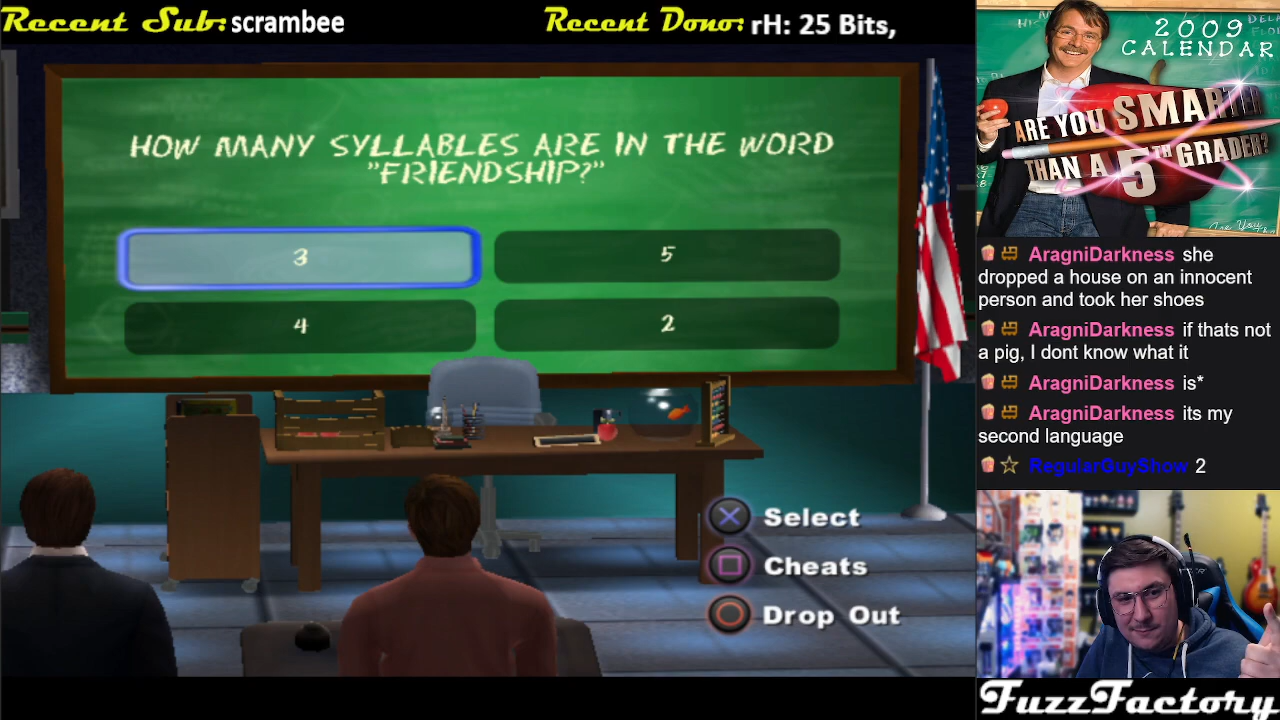 Recent Sub: scrambee
Recent Dono: rH: 25 Bits,
HOW MANY SYLLABLES ARE IN THE WORD
"FRIENDSHIP?"
3
5
4
2
Select
Cheats
Drop Out
2009
CALENDAR
ARE YOU SMARTER
THAN A 5TH GRADER?
AragniDarkness she
dropped a house on an innocent
person and took her shoes
AragniDarkness if thats not
a pig, I dont know what it
AragniDarkness is*
AragniDarkness its my
second language
RegularGuyShow 2
FuzzFactory